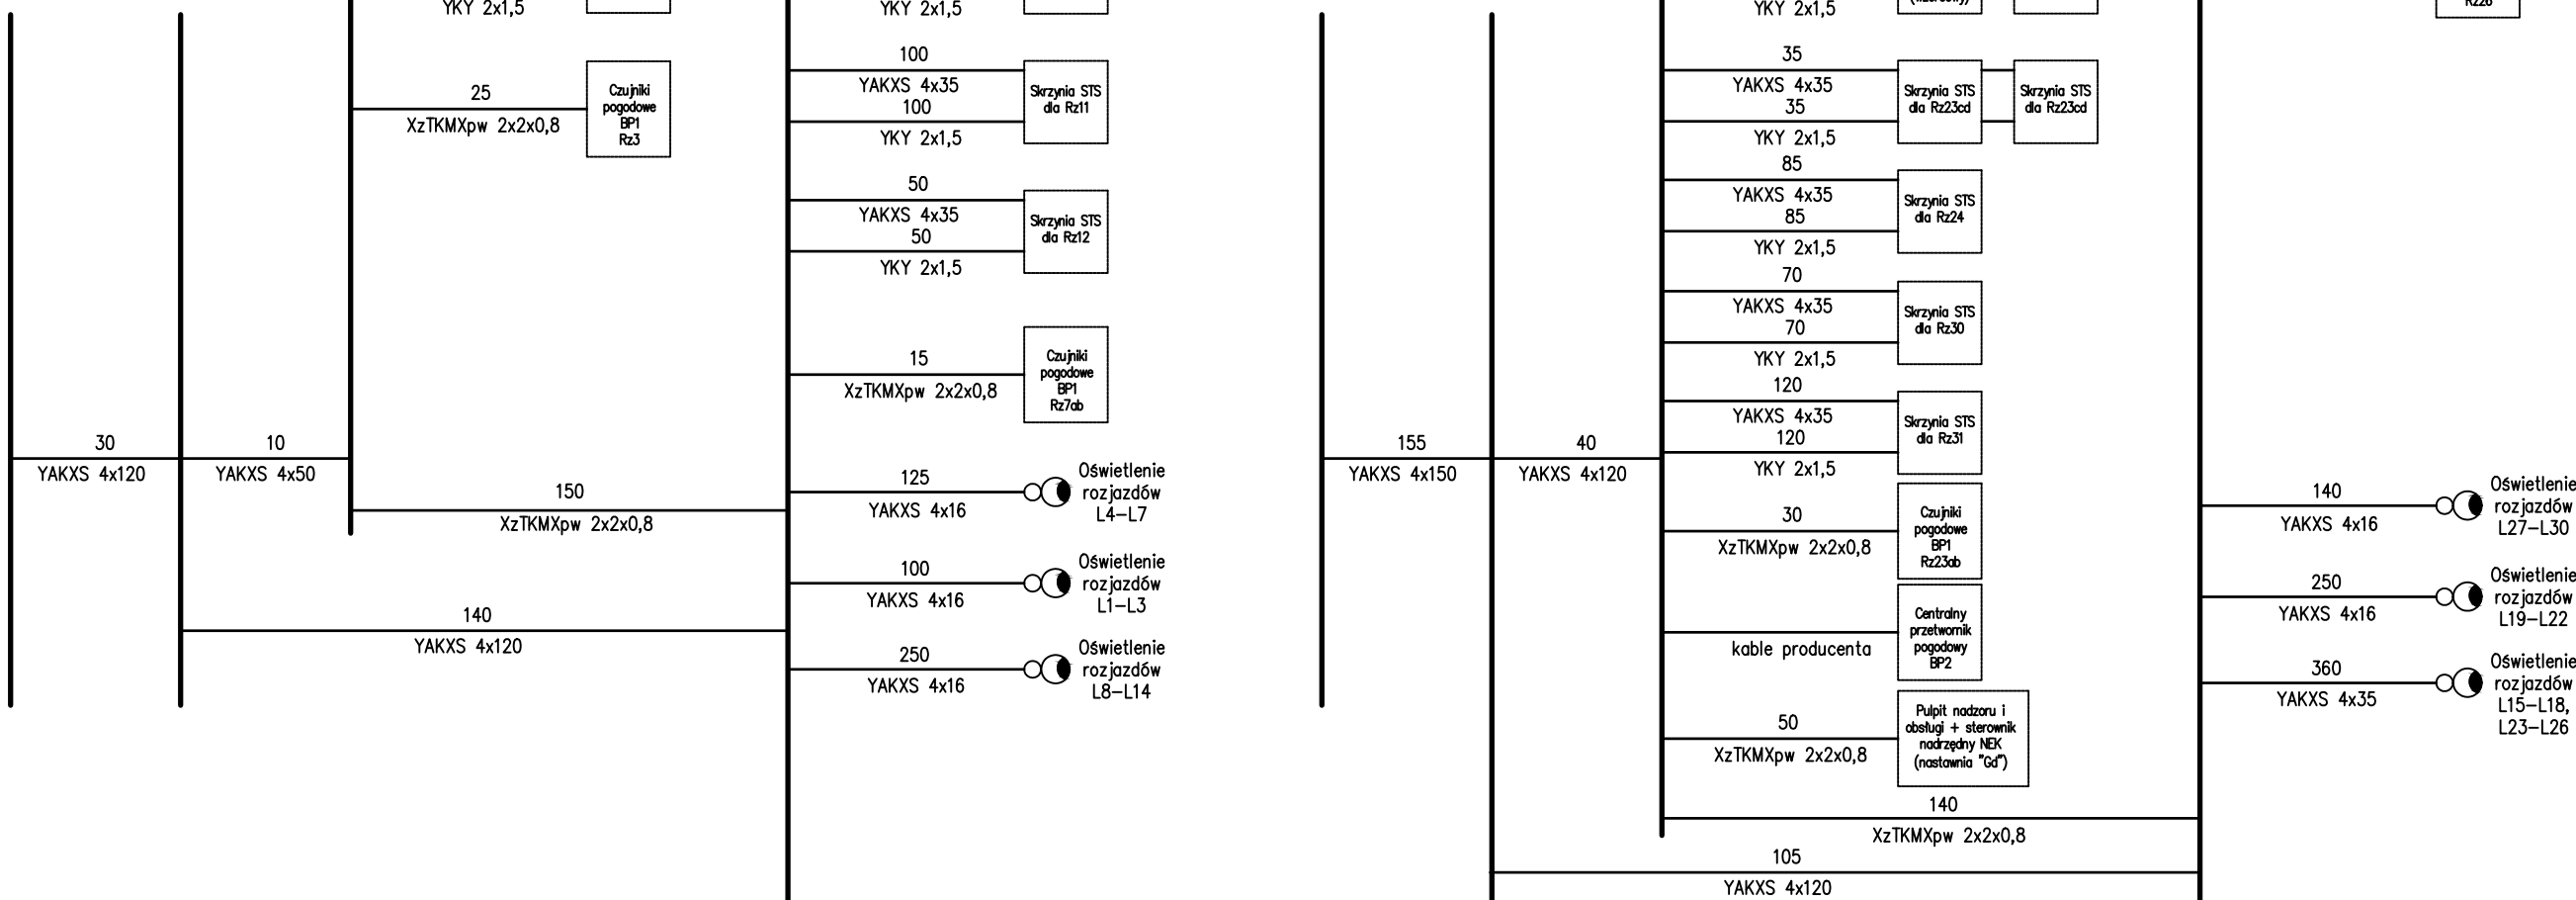 YKY 2x1,5
25
XzTKMXpw 2x2x0,8
Czujniki
pogodowe
BP1
Rz3
30
YAKXS 4x120
10
YAKXS 4x50
150
XzTKMXpw 2x2x0,8
140
YAKXS 4x120
YKY 2x1,5
100
YAKXS 4x35
100
YKY 2x1,5
Skrzynia STS
dla Rz11
50
YAKXS 4x35
50
YKY 2x1,5
Skrzynia STS
dla Rz12
15
XzTKMXpw 2x2x0,8
Czujniki
pogodowe
BP1
Rz7ab
125
YAKXS 4x16
Oświetlenie
rozjazdów
L4-L7
100
YAKXS 4x16
Oświetlenie
rozjazdów
L1-L3
250
YAKXS 4x16
Oświetlenie
rozjazdów
L8-L14
155
YAKXS 4x150
40
YAKXS 4x120
YKY 2x1,5
35
YAKXS 4x35
35
YKY 2x1,5
Skrzynia STS
dla Rz23cd
Skrzynia STS
dla Rz23cd
85
YAKXS 4x35
85
YKY 2x1,5
Skrzynia STS
dla Rz24
70
YAKXS 4x35
70
YKY 2x1,5
Skrzynia STS
dla Rz30
120
YAKXS 4x35
120
YKY 2x1,5
Skrzynia STS
dla Rz31
30
XzTKMXpw 2x2x0,8
Czujniki
pogodowe
BP1
Rz23ab
kable producenta
Centralny
przetwornik
pogodowy
BP2
50
XzTKMXpw 2x2x0,8
Pulpit nadzoru i
obsługi + sterownik
nadrzędny NEK
(nastawnia "Gd")
140
XzTKMXpw 2x2x0,8
105
YAKXS 4x120
Rz26
140
YAKXS 4x16
Oświetlenie
rozjazdów
L27-L30
250
YAKXS 4x16
Oświetlenie
rozjazdów
L19-L22
360
YAKXS 4x35
Oświetlenie
rozjazdów
L15-L18,
L23-L26